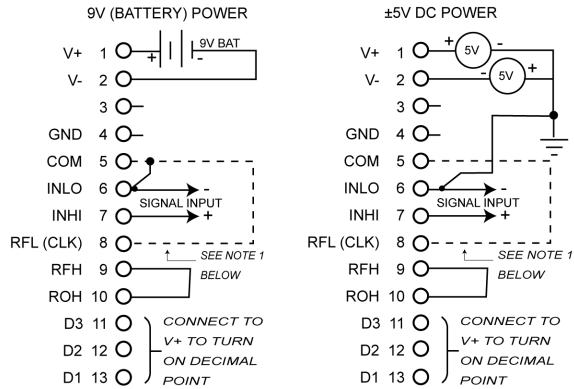 9V (BATTERY) POWER
V+ 1 + 9V BAT -
V- 2
3
GND 4
COM 5
INLO 6 -
SIGNAL INPUT
INHI 7 +
RFL (CLK) 8
SEE NOTE 1
RFH 9
BELOW
ROH 10
D3 11 CONNECT TO
V+ TO TURN
D2 12
ON DECIMAL
D1 13 POINT
±5V DC POWER
V+ 1 + 5V -
V- 2 - 5V +
3
GND 4
COM 5
INLO 6 -
SIGNAL INPUT
INHI 7 +
RFL (CLK) 8
SEE NOTE 1
RFH 9
BELOW
ROH 10
D3 11 CONNECT TO
V+ TO TURN
D2 12
ON DECIMAL
D1 13 POINT